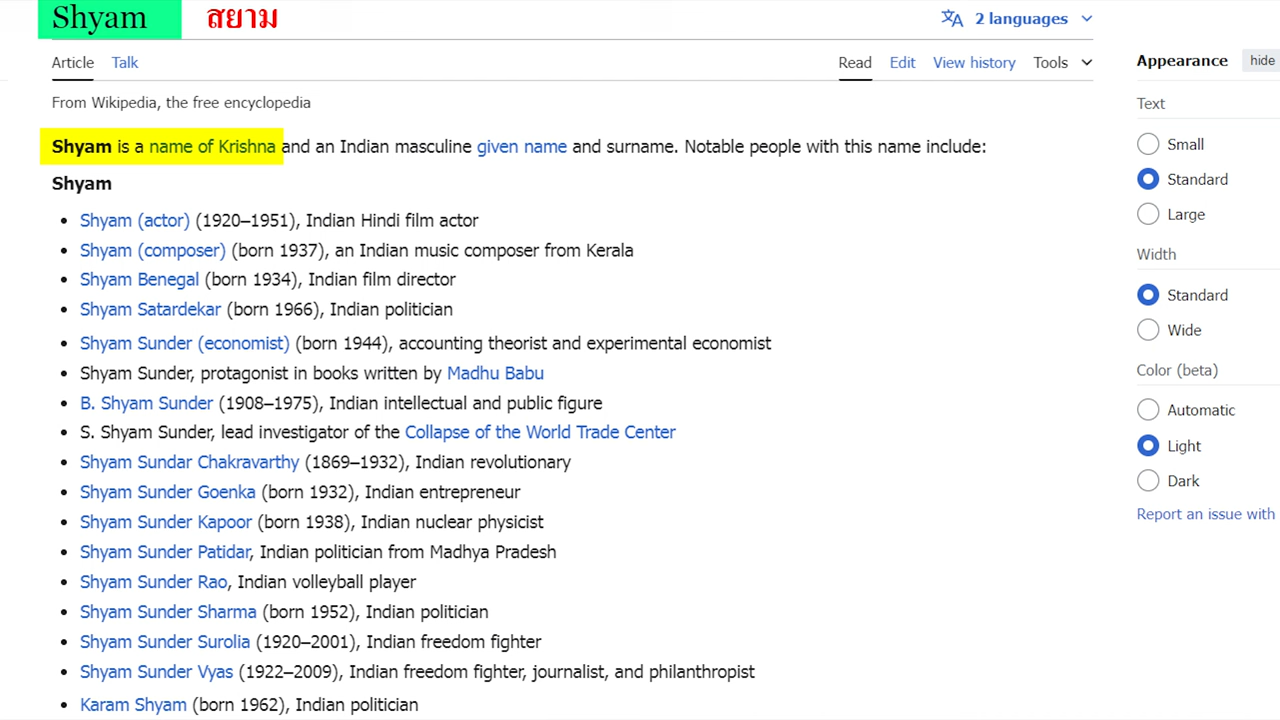 Shyam สยาม
2 languages
Article Talk Read Edit View history Tools
From Wikipedia, the free encyclopedia
Shyam is a name of Krishna and an Indian masculine given name and surname. Notable people with this name include:
Shyam
Shyam (actor) (1920–1951), Indian Hindi film actor
Shyam (composer) (born 1937), an Indian music composer from Kerala
Shyam Benegal (born 1934), Indian film director
Shyam Satardekar (born 1966), Indian politician
Shyam Sunder (economist) (born 1944), accounting theorist and experimental economist
Shyam Sunder, protagonist in books written by Madhu Babu
B. Shyam Sunder (1908–1975), Indian intellectual and public figure
S. Shyam Sunder, lead investigator of the Collapse of the World Trade Center
Shyam Sundar Chakravarthy (1869–1932), Indian revolutionary
Shyam Sunder Goenka (born 1932), Indian entrepreneur
Shyam Sunder Kapoor (born 1938), Indian nuclear physicist
Shyam Sunder Patidar, Indian politician from Madhya Pradesh
Shyam Sunder Rao, Indian volleyball player
Shyam Sunder Sharma (born 1952), Indian politician
Shyam Sunder Surolia (1920–2001), Indian freedom fighter
Shyam Sunder Vyas (1922–2009), Indian freedom fighter, journalist, and philanthropist
Karam Shyam (born 1962), Indian politician
Appearance hide
Text
Small
Standard
Large
Width
Standard
Wide
Color (beta)
Automatic
Light
Dark
Report an issue with